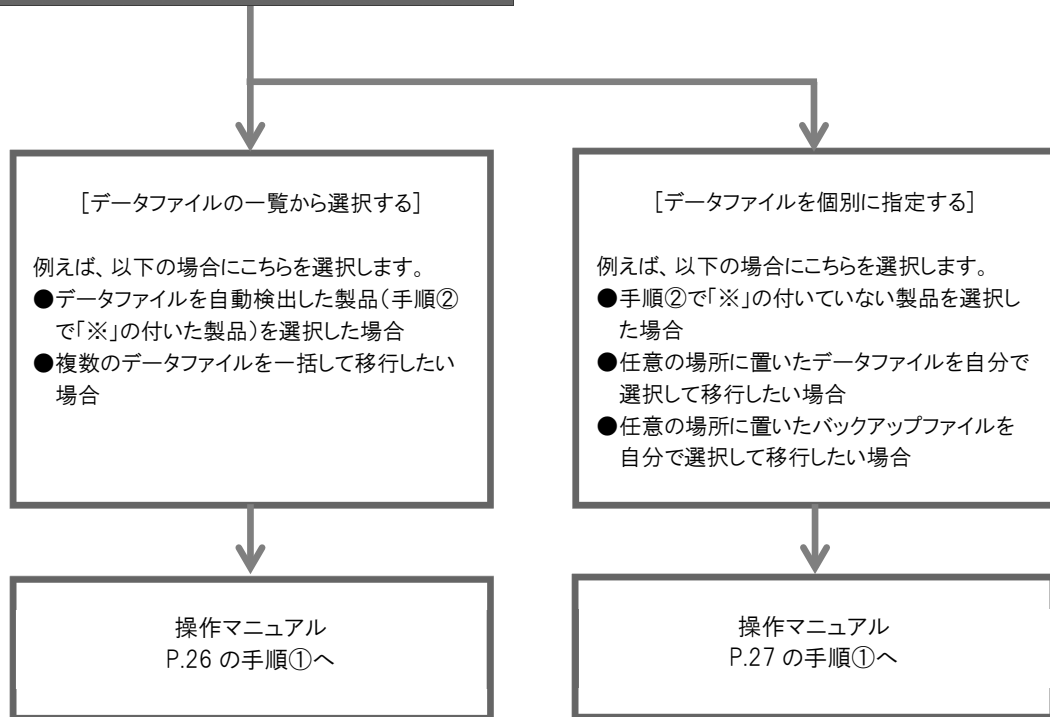 [データファイルの一覧から選択する]
例えば、以下の場合にこちらを選択します。
●データファイルを自動検出した製品(手順②
で「※」の付いた製品)を選択した場合
●複数のデータファイルを一括して移行したい
場合
[データファイルを個別に指定する]
例えば、以下の場合にこちらを選択します。
●手順②で「※」の付いていない製品を選択し
た場合
●任意の場所に置いたデータファイルを自分で
選択して移行したい場合
●任意の場所に置いたバックアップファイルを
自分で選択して移行したい場合
操作マニュアル
P.26 の手順①へ
操作マニュアル
P.27 の手順①へ